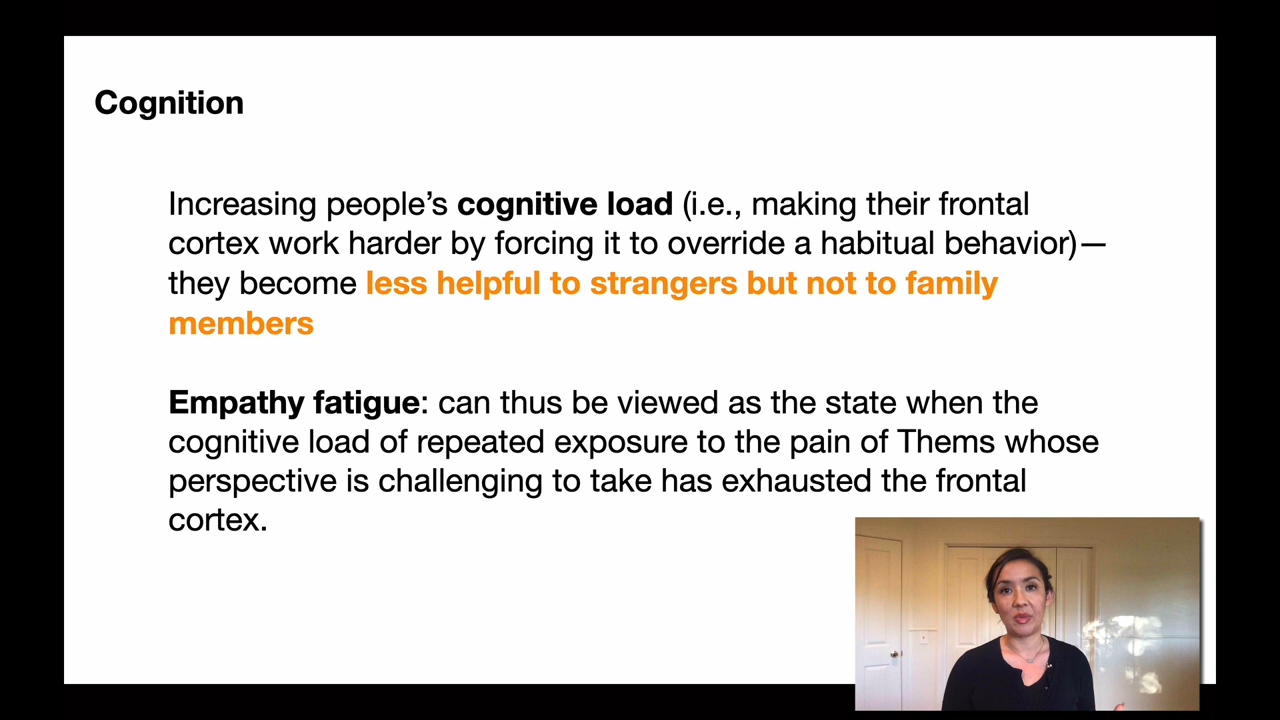 Cognition
Increasing people’s cognitive load (i.e., making their frontal
cortex work harder by forcing it to override a habitual behavior)—
they become less helpful to strangers but not to family
members
Empathy fatigue: can thus be viewed as the state when the
cognitive load of repeated exposure to the pain of Thems whose
perspective is challenging to take has exhausted the frontal
cortex.